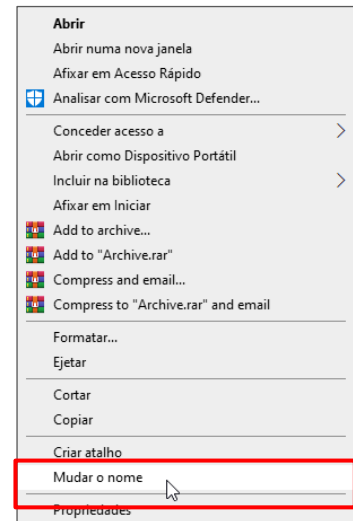 Abrir
Abrir numa nova janela
Afixar em Acesso Rápido
Analisar com Microsoft Defender...
Conceder acesso a
Abrir como Dispositivo Portátil
Incluir na biblioteca
Afixar em Iniciar
Add to archive...
Add to "Archive.rar"
Compress and email...
Compress to "Archive.rar" and email
Formatar...
Ejetar
Cortar
Copiar
Criar atalho
Mudar o nome
Propriedades